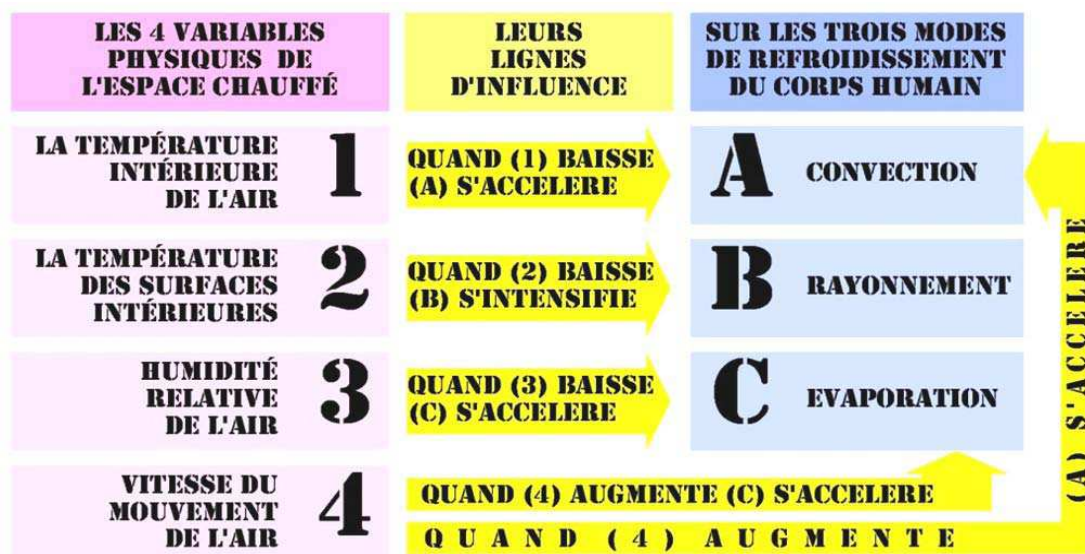 LES 4 VARIABLES
PHYSIQUES DE
L'ESPACE CHAUFFÉ
LEURS
LIGNES
D'INFLUENCE
SUR LES TROIS MODES
DE REFROIDISSEMENT
DU CORPS HUMAIN
LA TEMPÉRATURE
INTÉRIEURE
DE L'AIR
1
QUAND (1) BAISSE
(A) S'ACCELERE
A
CONVECTION
LA TEMPÉRATURE
DES SURFACES
INTÉRIEURES
2
QUAND (2) BAISSE
(B) S'INTENSIFIE
B
RAYONNEMENT
HUMIDITÉ
RELATIVE
DE L'AIR
3
QUAND (3) BAISSE
(C) S'ACCELERE
C
EVAPORATION
VITESSE DU
MOUVEMENT
DE L'AIR
4
QUAND (4) AUGMENTE (C) S'ACCELERE
QUAND (4) AUGMENTE
(A) S'ACCELERE